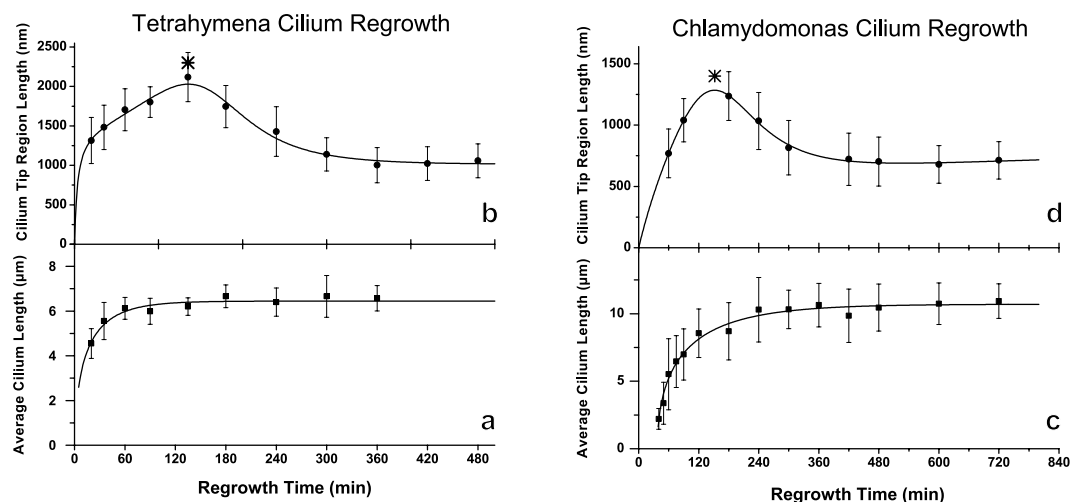 Tetrahymena Cilium Regrowth
Cilium Tip Region Length (nm)
2500
2000
1500
1000
500
0
*
b
Average Cilium Length (µm)
8
6
4
2
0
a
0 60 120 180 240 300 360 420 480
Regrowth Time (min)
Chlamydomonas Cilium Regrowth
Cilium Tip Region Length (nm)
1500
1000
500
0
*
d
Average Cilium Length (µm)
10
5
0
c
0 120 240 360 480 600 720 840
Regrowth Time (min)